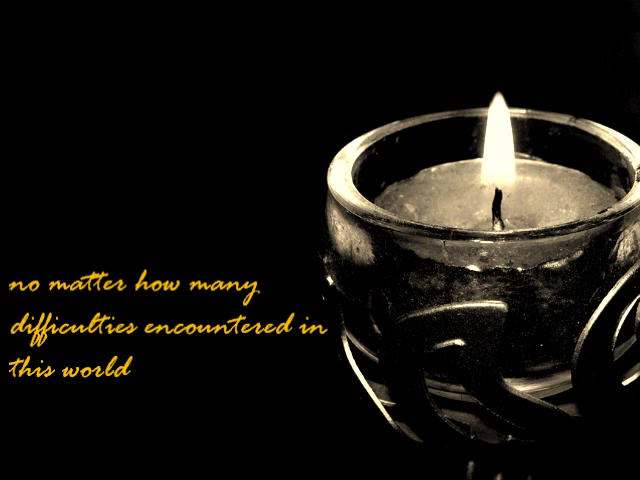 no matter how many
difficulties encountered in
this world